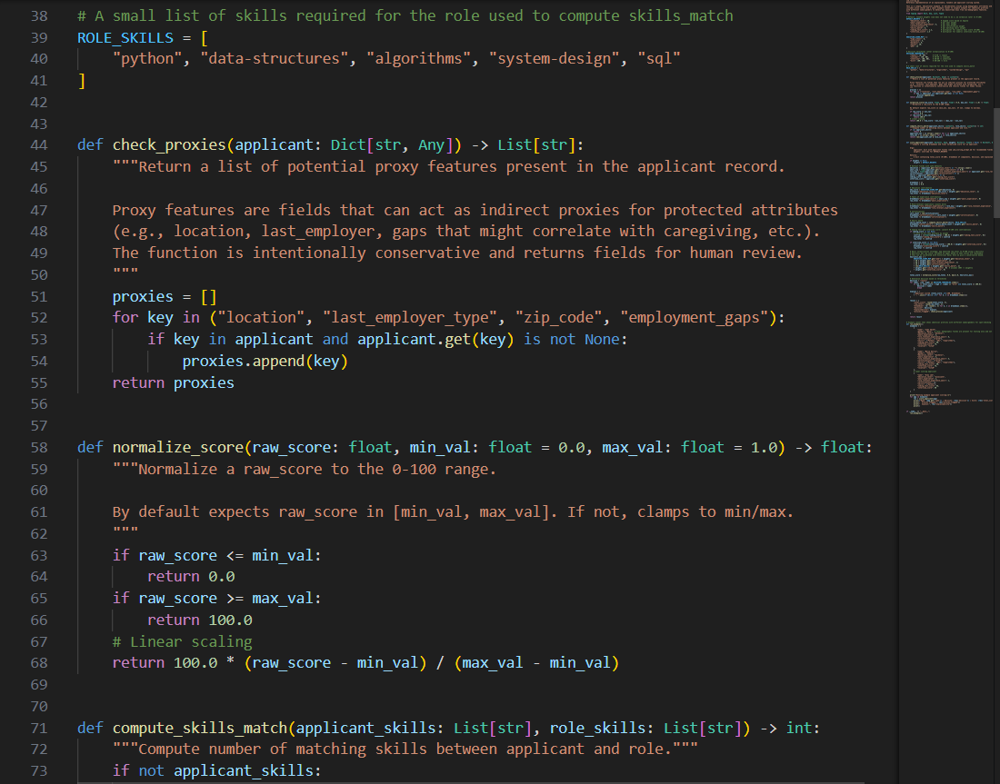 38 # A small list of skills required for the role used to compute skills_match
39 ROLE_SKILLS = [
40     "python", "data-structures", "algorithms", "system-design", "sql"
41 ]
42
43
44 def check_proxies(applicant: Dict[str, Any]) -> List[str]:
45     """Return a list of potential proxy features present in the applicant record.
46
47     Proxy features are fields that can act as indirect proxies for protected attributes
48     (e.g., location, last_employer, gaps that might correlate with caregiving, etc.).
49     The function is intentionally conservative and returns fields for human review.
50     """
51     proxies = []
52     for key in ("location", "last_employer_type", "zip_code", "employment_gaps"):
53         if key in applicant and applicant.get(key) is not None:
54             proxies.append(key)
55     return proxies
56
57
58 def normalize_score(raw_score: float, min_val: float = 0.0, max_val: float = 1.0) -> float:
59     """Normalize a raw_score to the 0-100 range.
60
61     By default expects raw_score in [min_val, max_val]. If not, clamps to min/max.
62     """
63     if raw_score <= min_val:
64         return 0.0
65     if raw_score >= max_val:
66         return 100.0
67     # Linear scaling
68     return 100.0 * (raw_score - min_val) / (max_val - min_val)
69
70
71 def compute_skills_match(applicant_skills: List[str], role_skills: List[str]) -> int:
72     """Compute number of matching skills between applicant and role."""
73     if not applicant_skills: